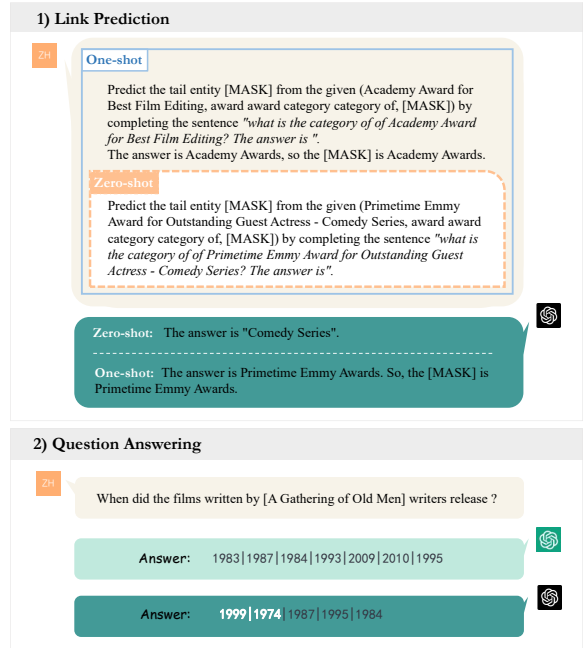 1) Link Prediction
ZH
One-shot
Predict the tail entity [MASK] from the given (Academy Award for
Best Film Editing, award award category category of, [MASK]) by
completing the sentence "what is the category of of Academy Award
for Best Film Editing? The answer is ".
The answer is Academy Awards, so the [MASK] is Academy Awards.
Zero-shot
Predict the tail entity [MASK] from the given (Primetime Emmy
Award for Outstanding Guest Actress - Comedy Series, award award
category category of, [MASK]) by completing the sentence "what is
the category of of Primetime Emmy Award for Outstanding Guest
Actress - Comedy Series? The answer is".
Zero-shot: The answer is "Comedy Series".
One-shot: The answer is Primetime Emmy Awards. So, the [MASK] is
Primetime Emmy Awards.
2) Question Answering
ZH
When did the films written by [A Gathering of Old Men] writers release ?
Answer: 1983|1987|1984|1993|2009|2010|1995
Answer: 1999|1974|1987|1995|1984